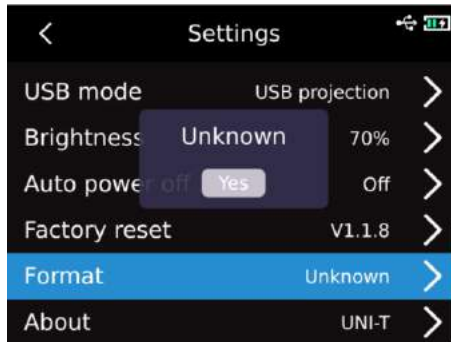 Settings
USB mode USB projection
Brightness 70%
Unknown
Auto power off Off
Yes
Factory reset V1.1.8
Format Unknown
About UNI-T